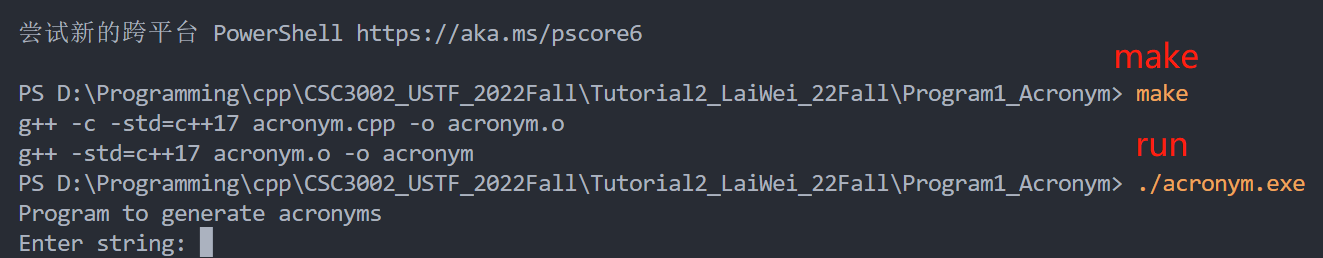 尝试新的跨平台 PowerShell https://aka.ms/pscore6
make
PS D:\Programming\cpp\CSC3002_USTF_2022Fall\Tutorial2_LaiWei_22Fall\Program1_Acronym> make
g++ -c -std=c++17 acronym.cpp -o acronym.o
g++ -std=c++17 acronym.o -o acronym
run
PS D:\Programming\cpp\CSC3002_USTF_2022Fall\Tutorial2_LaiWei_22Fall\Program1_Acronym> ./acronym.exe
Program to generate acronyms
Enter string: